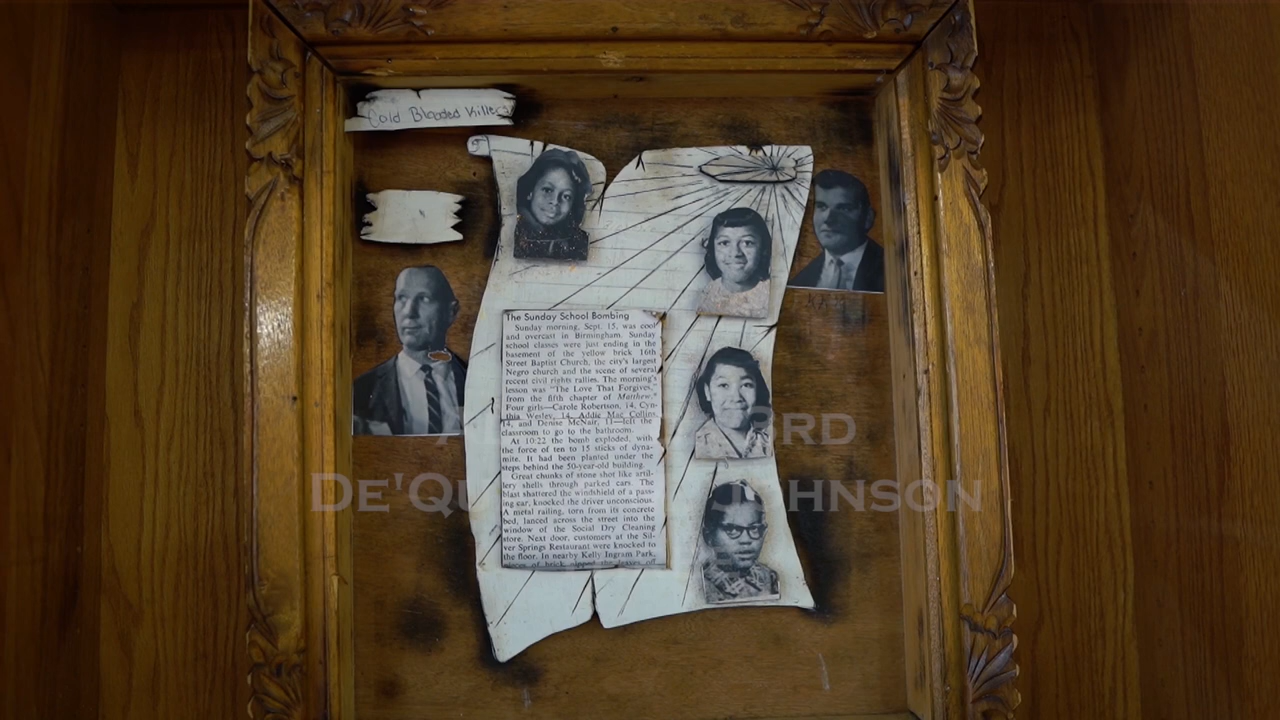 Cold Blooded Killers
The Sunday School Bombing
Sunday morning, Sept. 15, was cool
and overcast in Birmingham. Sunday
school classes were just ending in the
basement of the yellow brick 16th
Street Baptist Church, the city's largest
Negro church and the scene of several
recent civil rights rallies. The morning's
lesson was "The Love That Forgives,"
from the fifth chapter of Matthew.
Four girls—Carole Robertson, 14, Cyn-
thia Wesley, 14, Addie Mae Collins,
14, and Denise McNair, 11—left the
classroom to go to the bathroom.
At 10:22 the bomb exploded, with
the force of ten to 15 sticks of dyna-
mite. It had been planted under the
steps behind the 50-year-old building.
Great chunks of stone shot like artil-
lery shells through parked cars. The
blast shattered the windshield of a pass-
ing car, knocked the driver unconscious.
A metal railing, torn from its concrete
bed, lanced across the street into the
window of the Social Dry Cleaning
store. Next door, customers at the Sil-
ver Springs Restaurant were knocked to
the floor. In nearby Kelly Ingram Park,
pieces of brick nipped the leaves off
Johnson